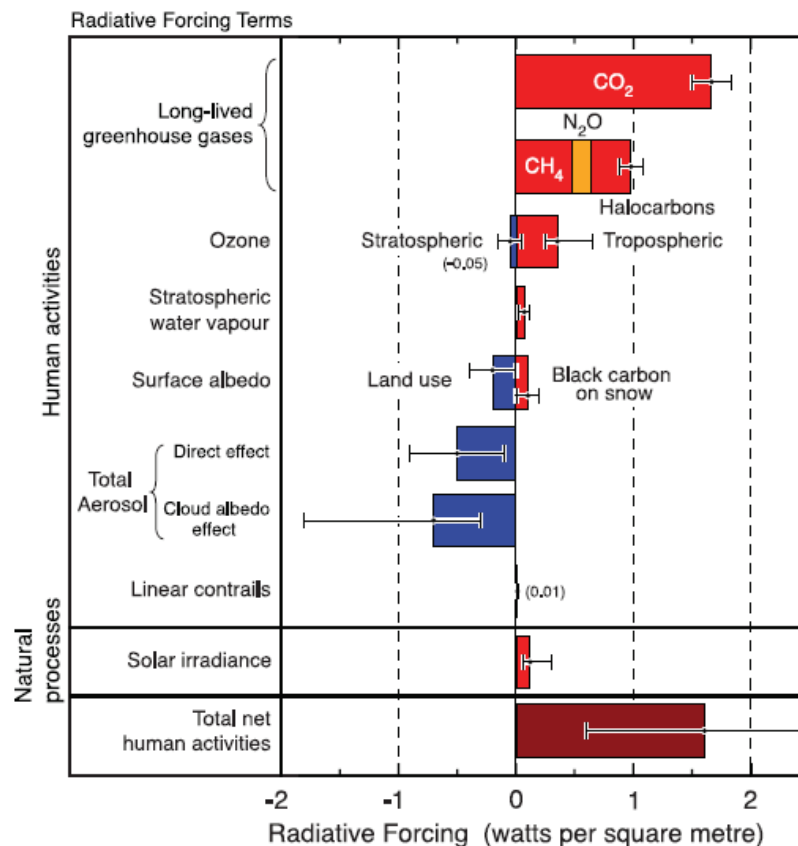 Radiative Forcing Terms
Human activities
Long-lived
greenhouse gases
CO₂
N₂O
CH₄
Halocarbons
Ozone
Stratospheric
(-0.05)
Tropospheric
Stratospheric
water vapour
Surface albedo
Land use
Black carbon
on snow
Total
Aerosol
Direct effect
Cloud albedo
effect
Linear contrails
(0.01)
Natural
processes
Solar irradiance
Total net
human activities
-2 -1 0 1 2
Radiative Forcing (watts per square metre)